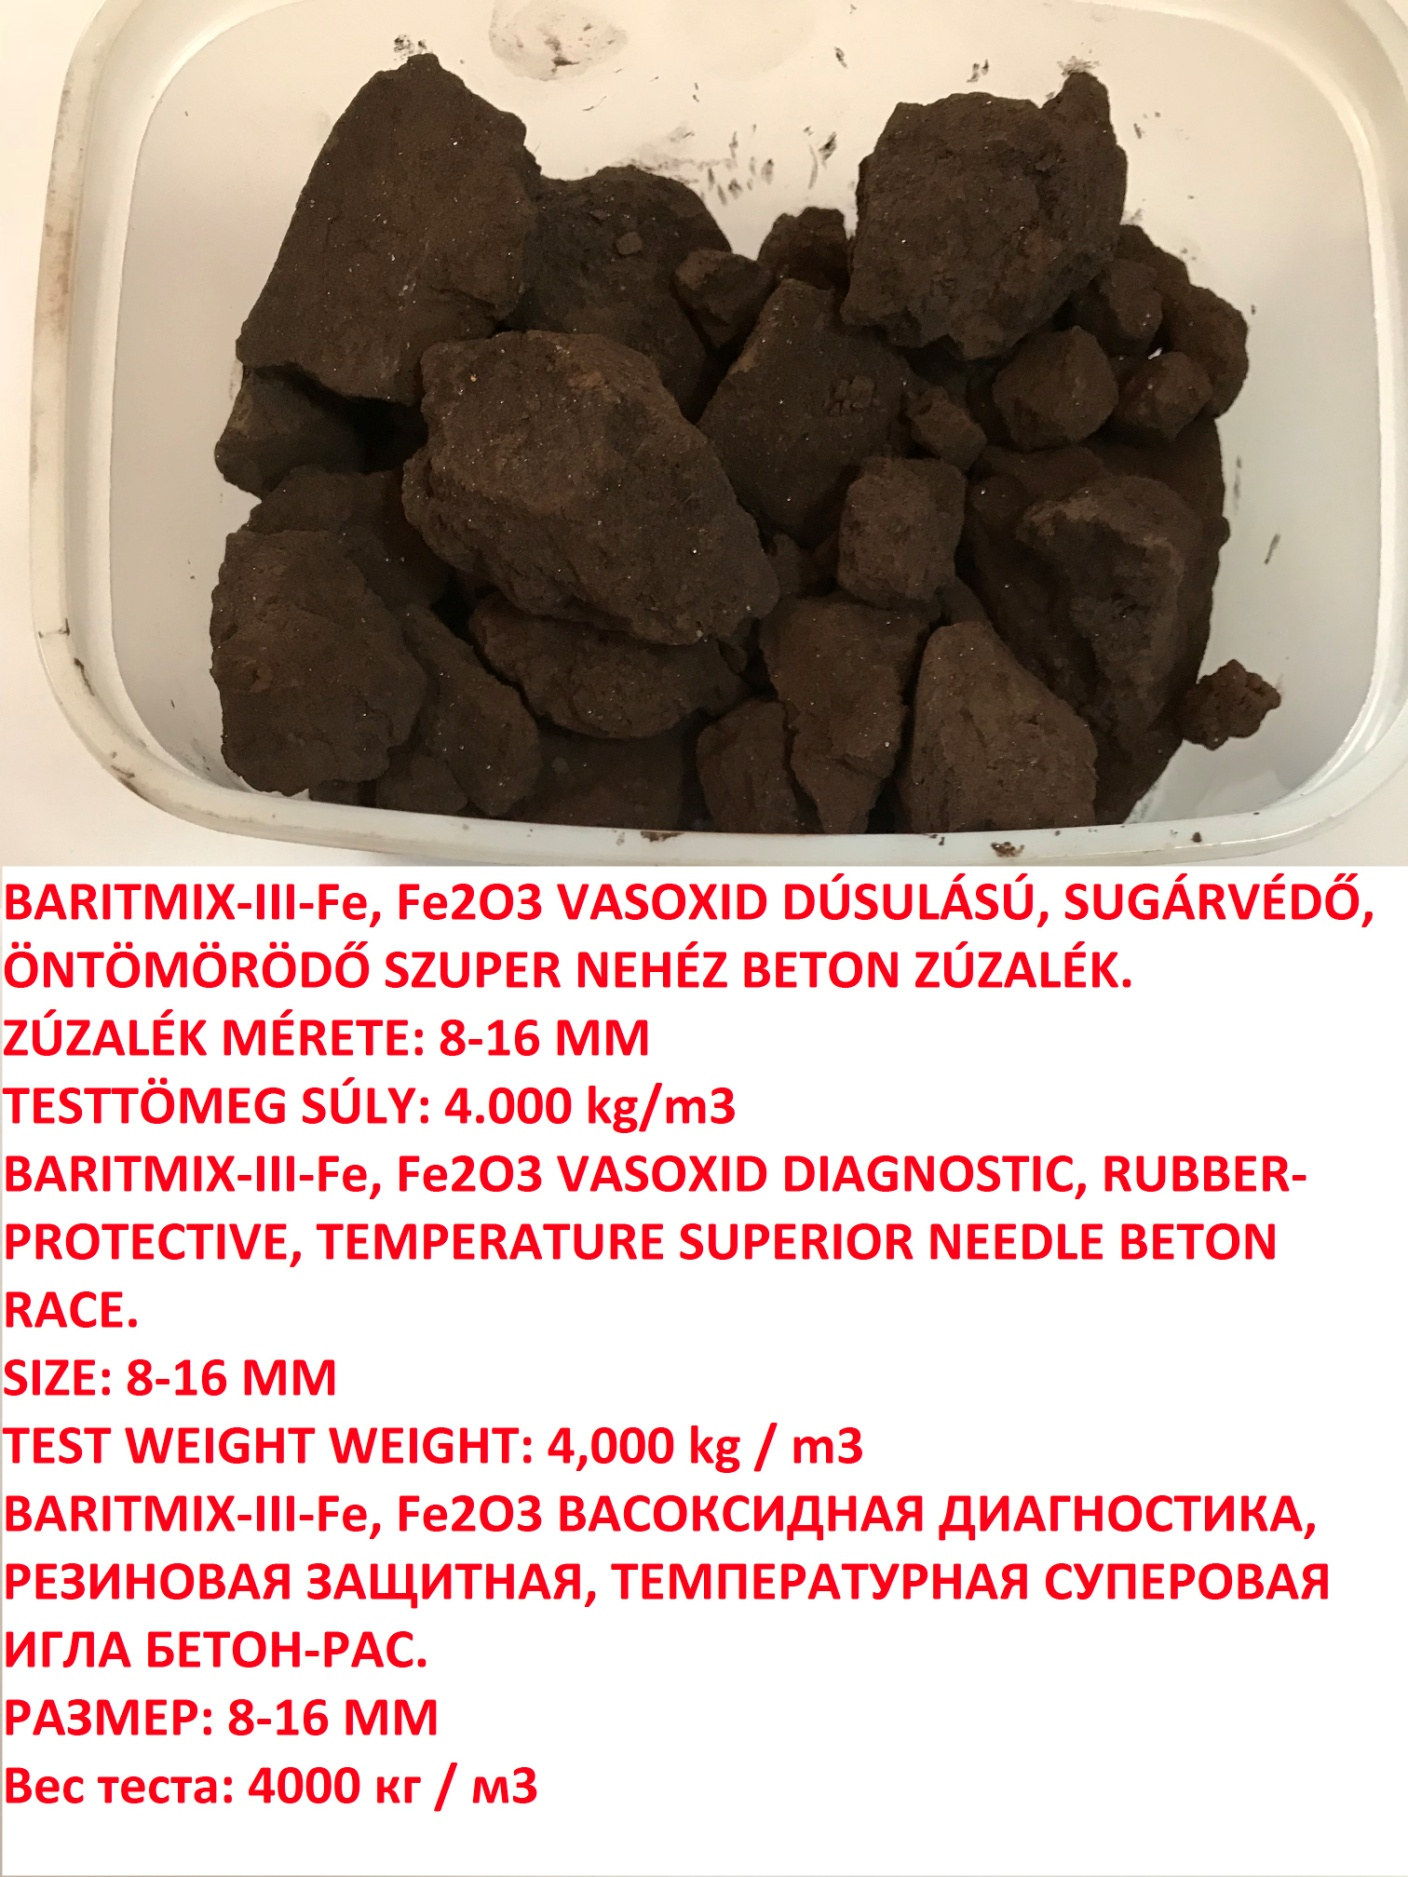 BARITMIX-III-Fe, Fe2O3 VASOXID DÚSULÁSÚ, SUGÁRVÉDŐ,
ÖNTÖMÖRÖDŐ SZUPER NEHÉZ BETON ZÚZALÉK.
ZÚZALÉK MÉRETE: 8-16 MM
TESTTÖMEG SÚLY: 4.000 kg/m3
BARITMIX-III-Fe, Fe2O3 VASOXID DIAGNOSTIC, RUBBER-
PROTECTIVE, TEMPERATURE SUPERIOR NEEDLE BETON
RACE.
SIZE: 8-16 MM
TEST WEIGHT WEIGHT: 4,000 kg / m3
BARITMIX-III-Fe, Fe2O3 ВАСОКСИДНАЯ ДИАГНОСТИКА,
РЕЗИНОВАЯ ЗАЩИТНАЯ, ТЕМПЕРАТУРНАЯ СУПЕРОВАЯ
ИГЛА БЕТОН-РАС.
РАЗМЕР: 8-16 ММ
Вес теста: 4000 кг / м3